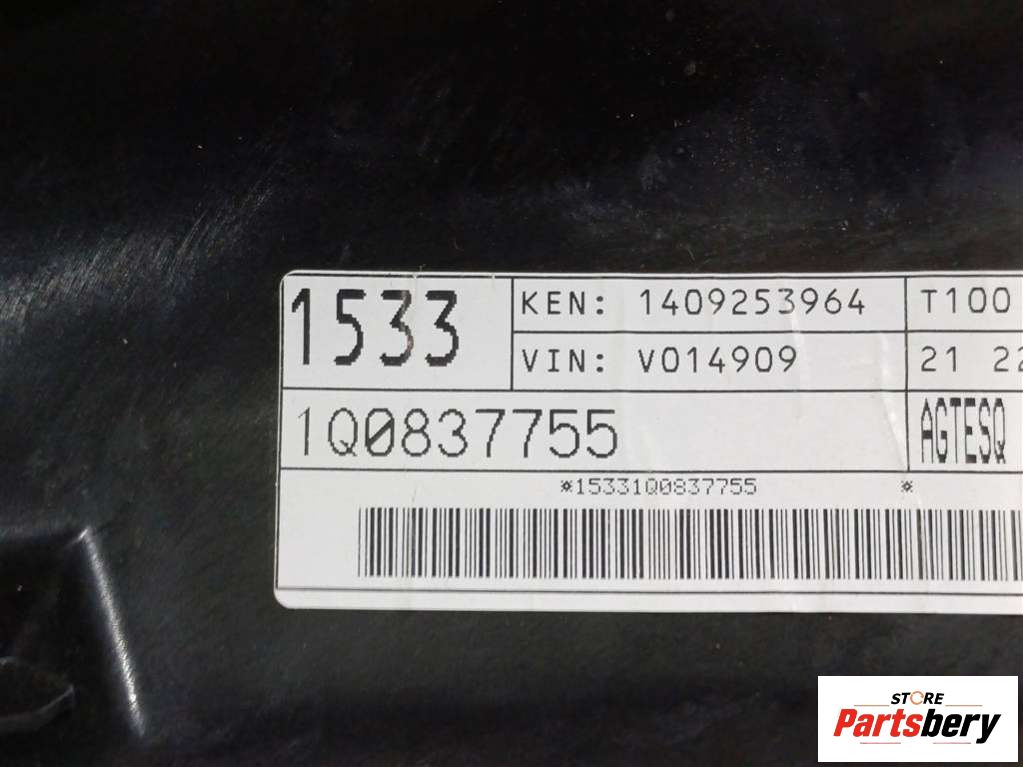 1533
KEN: 1409253964
T100
VIN: V014909
21 22
1Q0837755
AGTESQ
*15331Q0837755 *
STORE
Partsbery